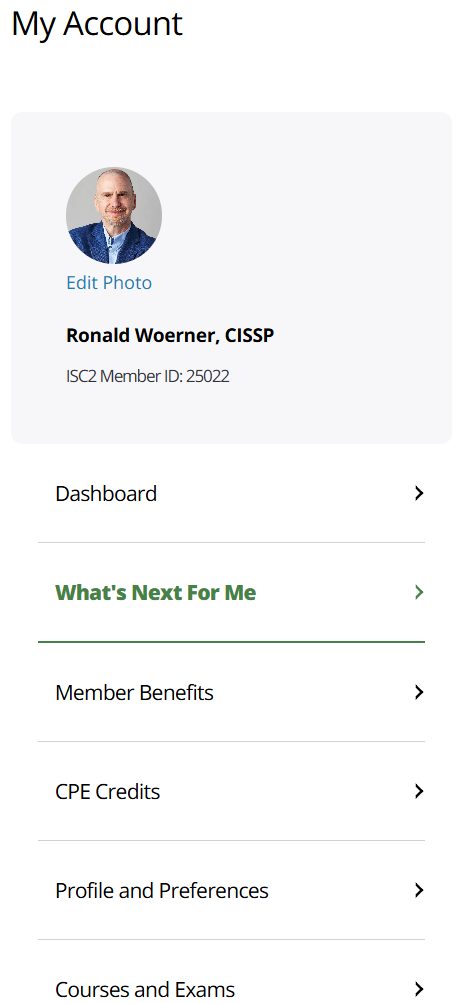 My Account
Edit Photo
Ronald Woerner, CISSP
ISC2 Member ID: 25022
Dashboard
What's Next For Me
Member Benefits
CPE Credits
Profile and Preferences
Courses and Exams